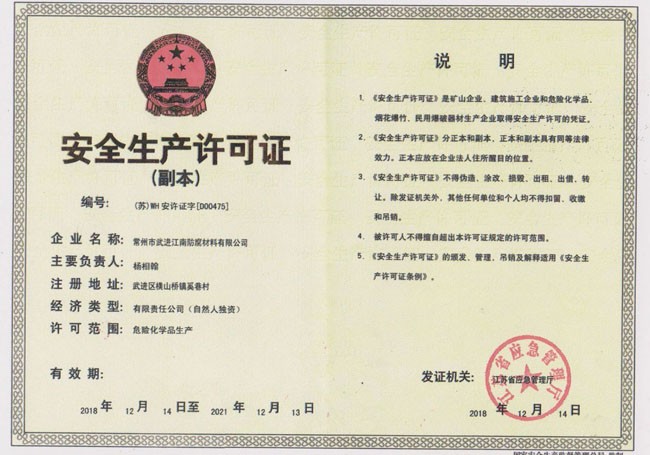 安全生产许可证
(副本)
编号: (苏)WH安许证字[D00475]
企业名称: 常州市武进江南防腐材料有限公司
主要负责人: 杨相翰
注册地址: 武进区横山桥镇奚巷村
经济类型: 有限责任公司(自然人独资)
许可范围: 危险化学品生产
有效期:
2018 年 12 月 14 日至 2021 年 12 月 13 日
说 明
1. 《安全生产许可证》是矿山企业、建筑施工企业和危险化学品、
烟花爆竹、民用爆破器材生产企业取得安全生产许可的凭证。
2. 《安全生产许可证》分正本和副本、正本和副本具有同等法律
效力。正本应放在企业法人住所醒目的位置。
3. 《安全生产许可证》不得伪造、涂改、损毁、出租、出借、转
让。除发证机关外、其他任何单位和个人均不得扣留、收缴
和吊销。
4. 被许可人不得擅自超出本许可证规定的许可范围。
5. 《安全生产许可证》的颁发、管理、吊销及解释适用《安全生
产许可证条例》。
江苏省应急管理厅
发证机关: 江苏省应急管理厅
2018 年 12 月 14 日